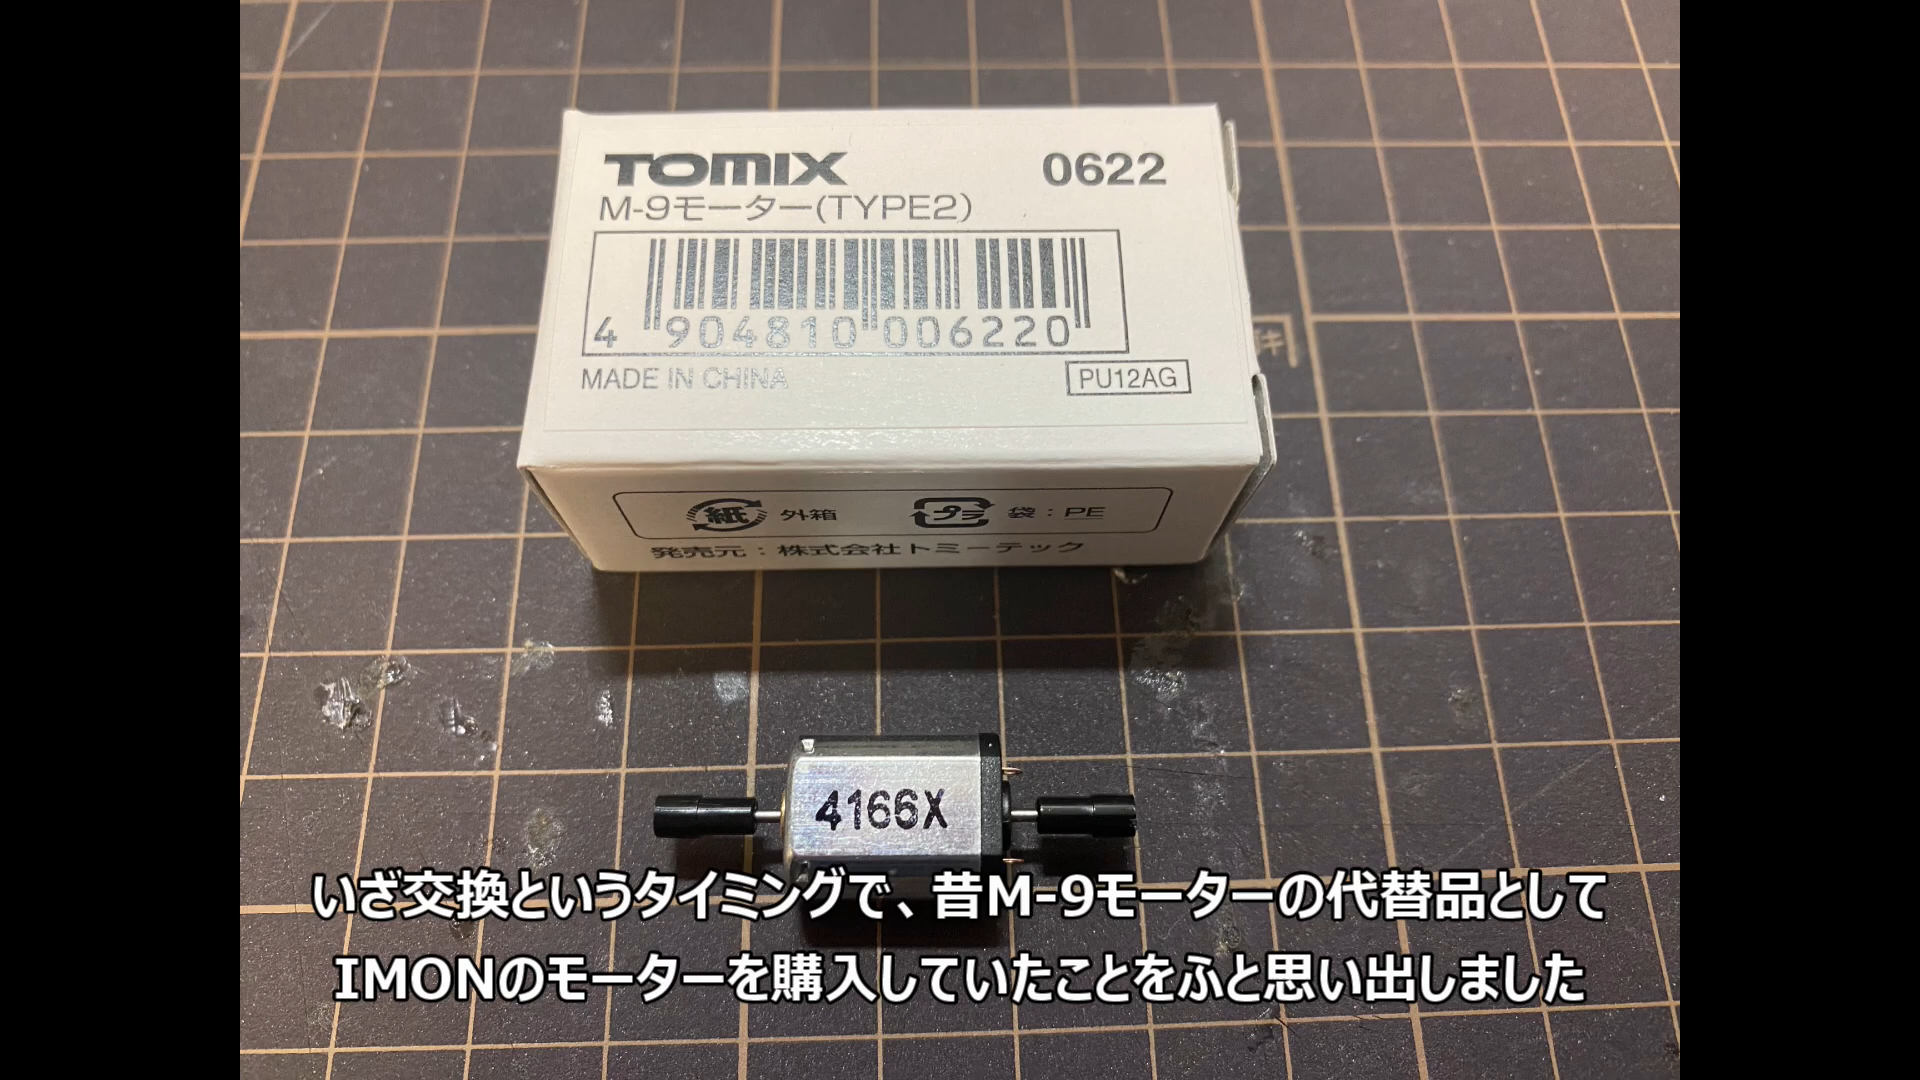 TOMIX 0622
M-9モーター(TYPE2)
4 904810 006220
MADE IN CHINA PU12AG
紙 外箱 プラ 袋：PE
発売元：株式会社トミーテック
4166X
いざ交換というタイミングで、昔M-9モーターの代替品として
IMONのモーターを購入していたことをふと思い出しました